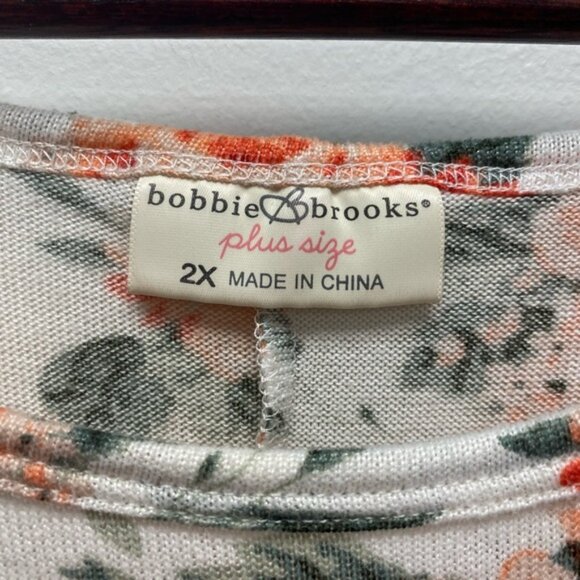 bobbie B brooks®
plus size
2X MADE IN CHINA